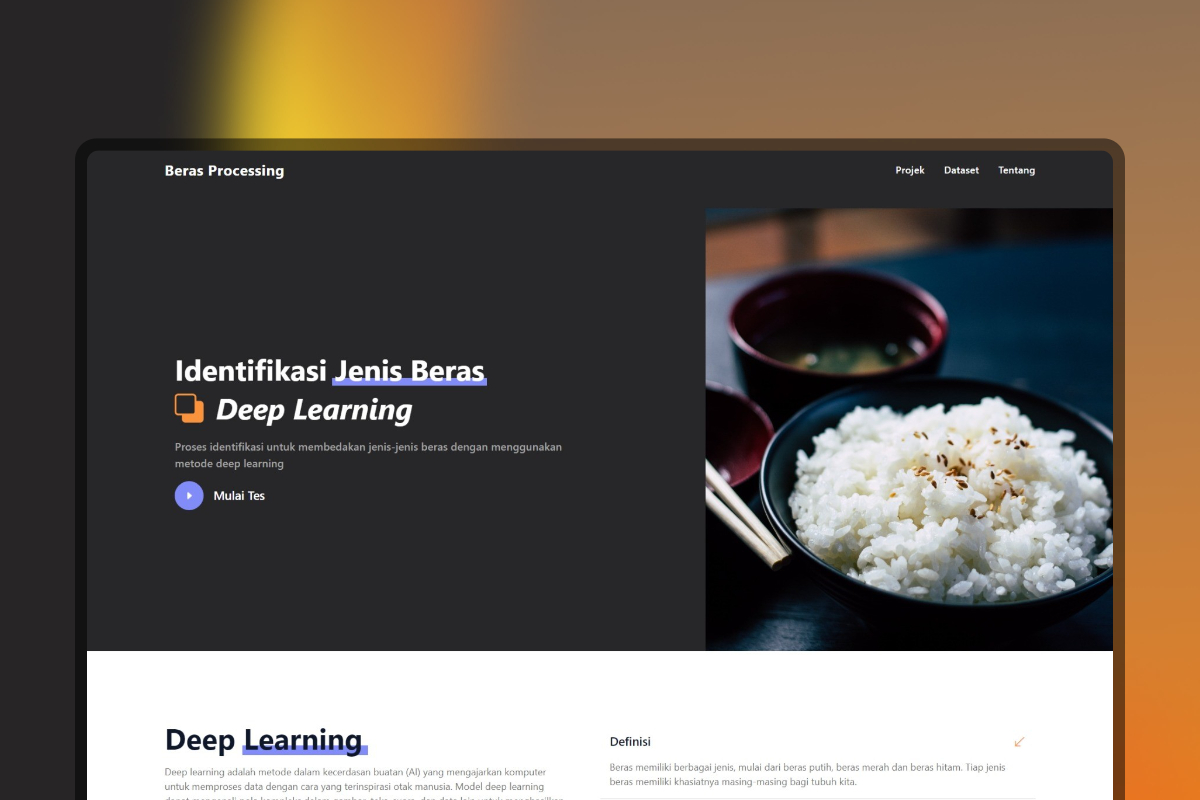 Beras Processing
Projek Dataset Tentang
Identifikasi Jenis Beras
Deep Learning
Proses identifikasi untuk membedakan jenis-jenis beras dengan menggunakan
metode deep learning
Mulai Tes
Deep Learning
Deep learning adalah metode dalam kecerdasan buatan (AI) yang mengajarkan komputer
untuk memproses data dengan cara yang terinspirasi otak manusia. Model deep learning
Definisi
Beras memiliki berbagai jenis, mulai dari beras putih, beras merah dan beras hitam. Tiap jenis
beras memiliki khasiatnya masing-masing bagi tubuh kita.